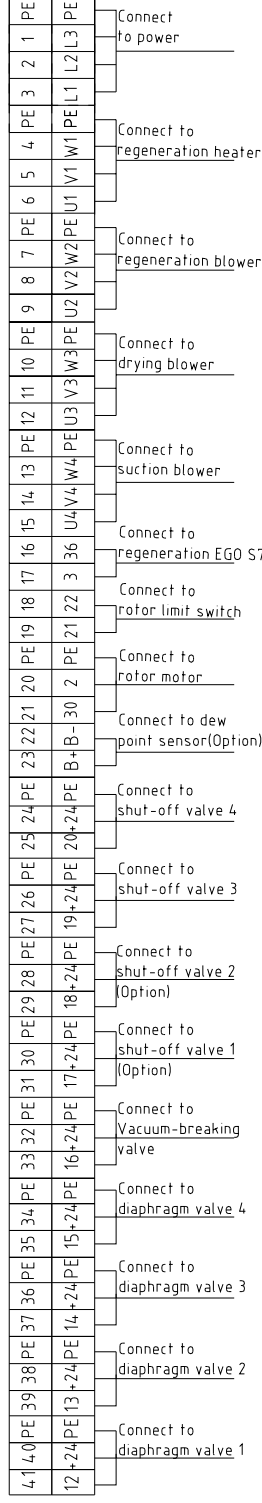 PE PE Connect
1 L3 to power
2 L2
3 L1
PE PE Connect to
4 W1 regeneration heater
5 V1
6 U1
PE PE Connect to
7 W2 regeneration blower
8 V2
9 U2
PE PE Connect to
10 W3 drying blower
11 V3
12 U3
PE PE Connect to
13 W4 suction blower
14 V4
15 U4
Connect to
16 36 regeneration EGO S7
17 3
Connect to
18 22 rotor limit switch
19 21
PE PE Connect to
20 2 rotor motor
21 30
Connect to dew
22 B- point sensor(Option)
23 B+
PE PE Connect to
24 +24 shut-off valve 4
25 20
PE PE Connect to
26 +24 shut-off valve 3
27 19
PE PE Connect to
28 +24 shut-off valve 2
29 18 (Option)
PE PE Connect to
30 +24 shut-off valve 1
31 17 (Option)
PE PE Connect to
32 +24 Vacuum-breaking
33 16 valve
PE PE Connect to
34 +24 diaphragm valve 4
35 15
PE PE Connect to
36 +24 diaphragm valve 3
37 14
PE PE Connect to
38 +24 diaphragm valve 2
39 13
PE PE Connect to
40 +24 diaphragm valve 1
41 12